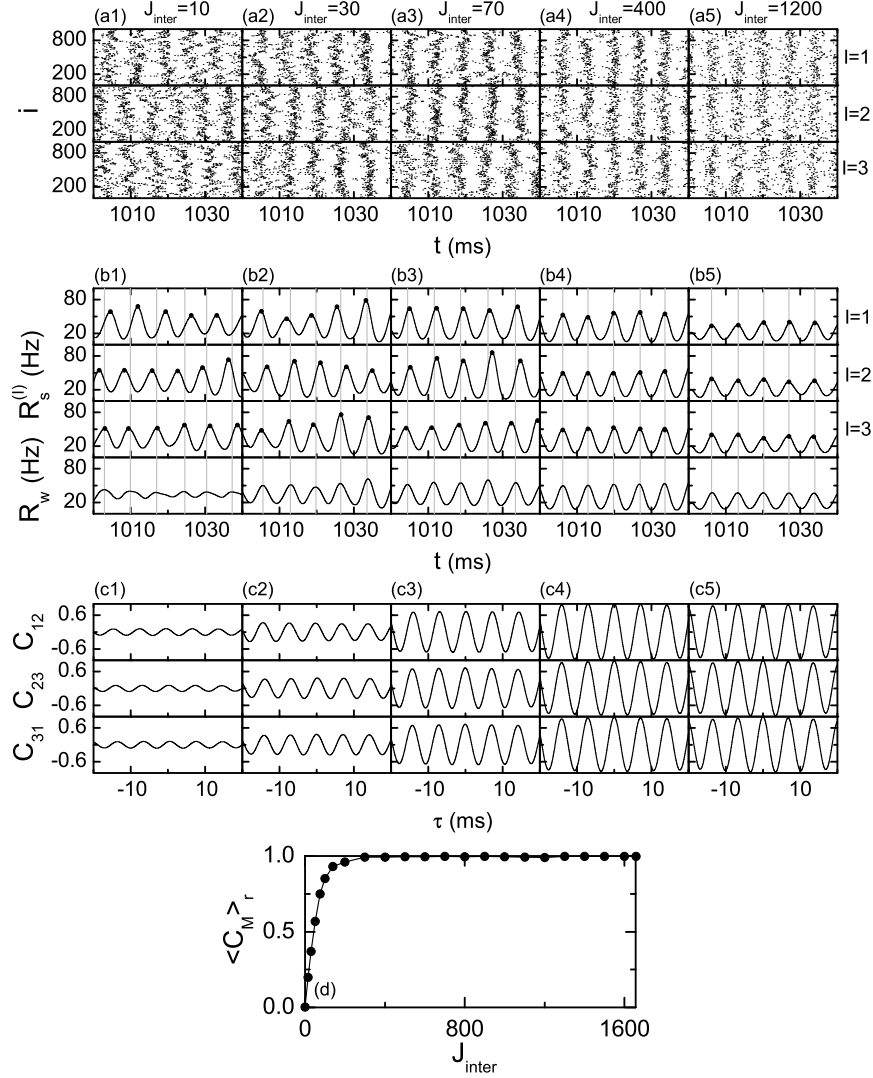 (a1) J_inter=10 (a2) J_inter=30 (a3) J_inter=70 (a4) J_inter=400 (a5) J_inter=1200
800
200
l=1
i
800
200
l=2
800
200
l=3
1010 1030 1010 1030 1010 1030 1010 1030 1010 1030
t (ms)
(b1) (b2) (b3) (b4) (b5)
80
20
l=1
R_s^(l) (Hz)
80
20
l=2
80
20
l=3
R_w (Hz)
80
20
1010 1030 1010 1030 1010 1030 1010 1030 1010 1030
t (ms)
(c1) (c2) (c3) (c4) (c5)
C_12
0.6
-0.6
C_23
0.6
-0.6
C_31
0.6
-0.6
-10 10 -10 10 -10 10 -10 10 -10 10
τ (ms)
<C_M>_r
1.0
0.5
0.0
(d)
0 800 1600
J_inter